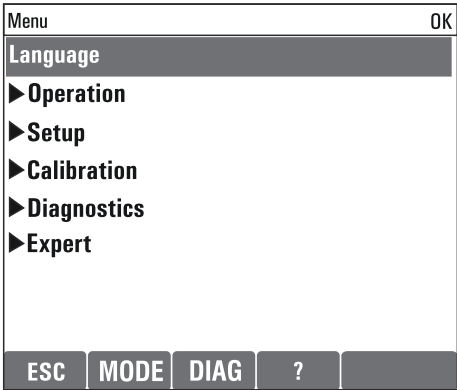 Menu OK
Language
▶Operation
▶Setup
▶Calibration
▶Diagnostics
▶Expert
ESC MODE DIAG ?